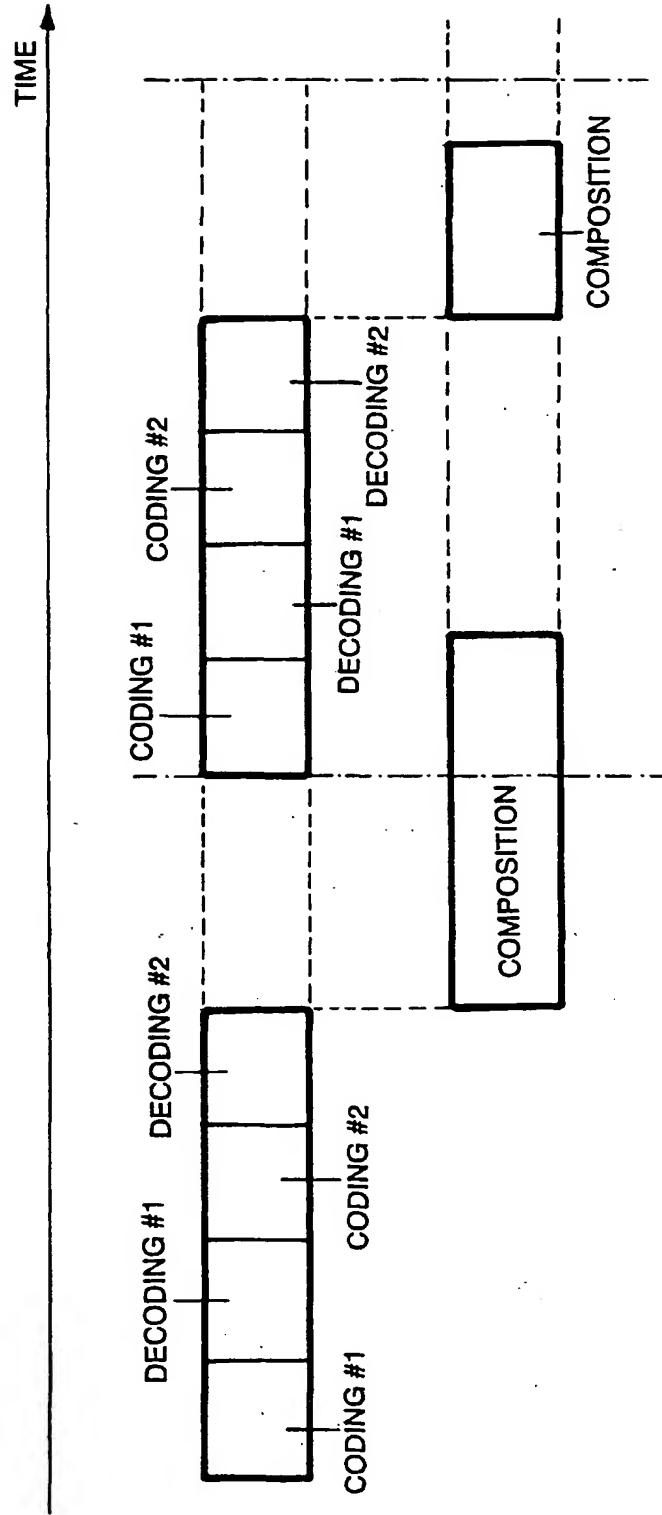 TIME
DECODING #1
DECODING #2
CODING #1
CODING #2
CODING #1
CODING #2
DECODING #1
DECODING #2
COMPOSITION
COMPOSITION